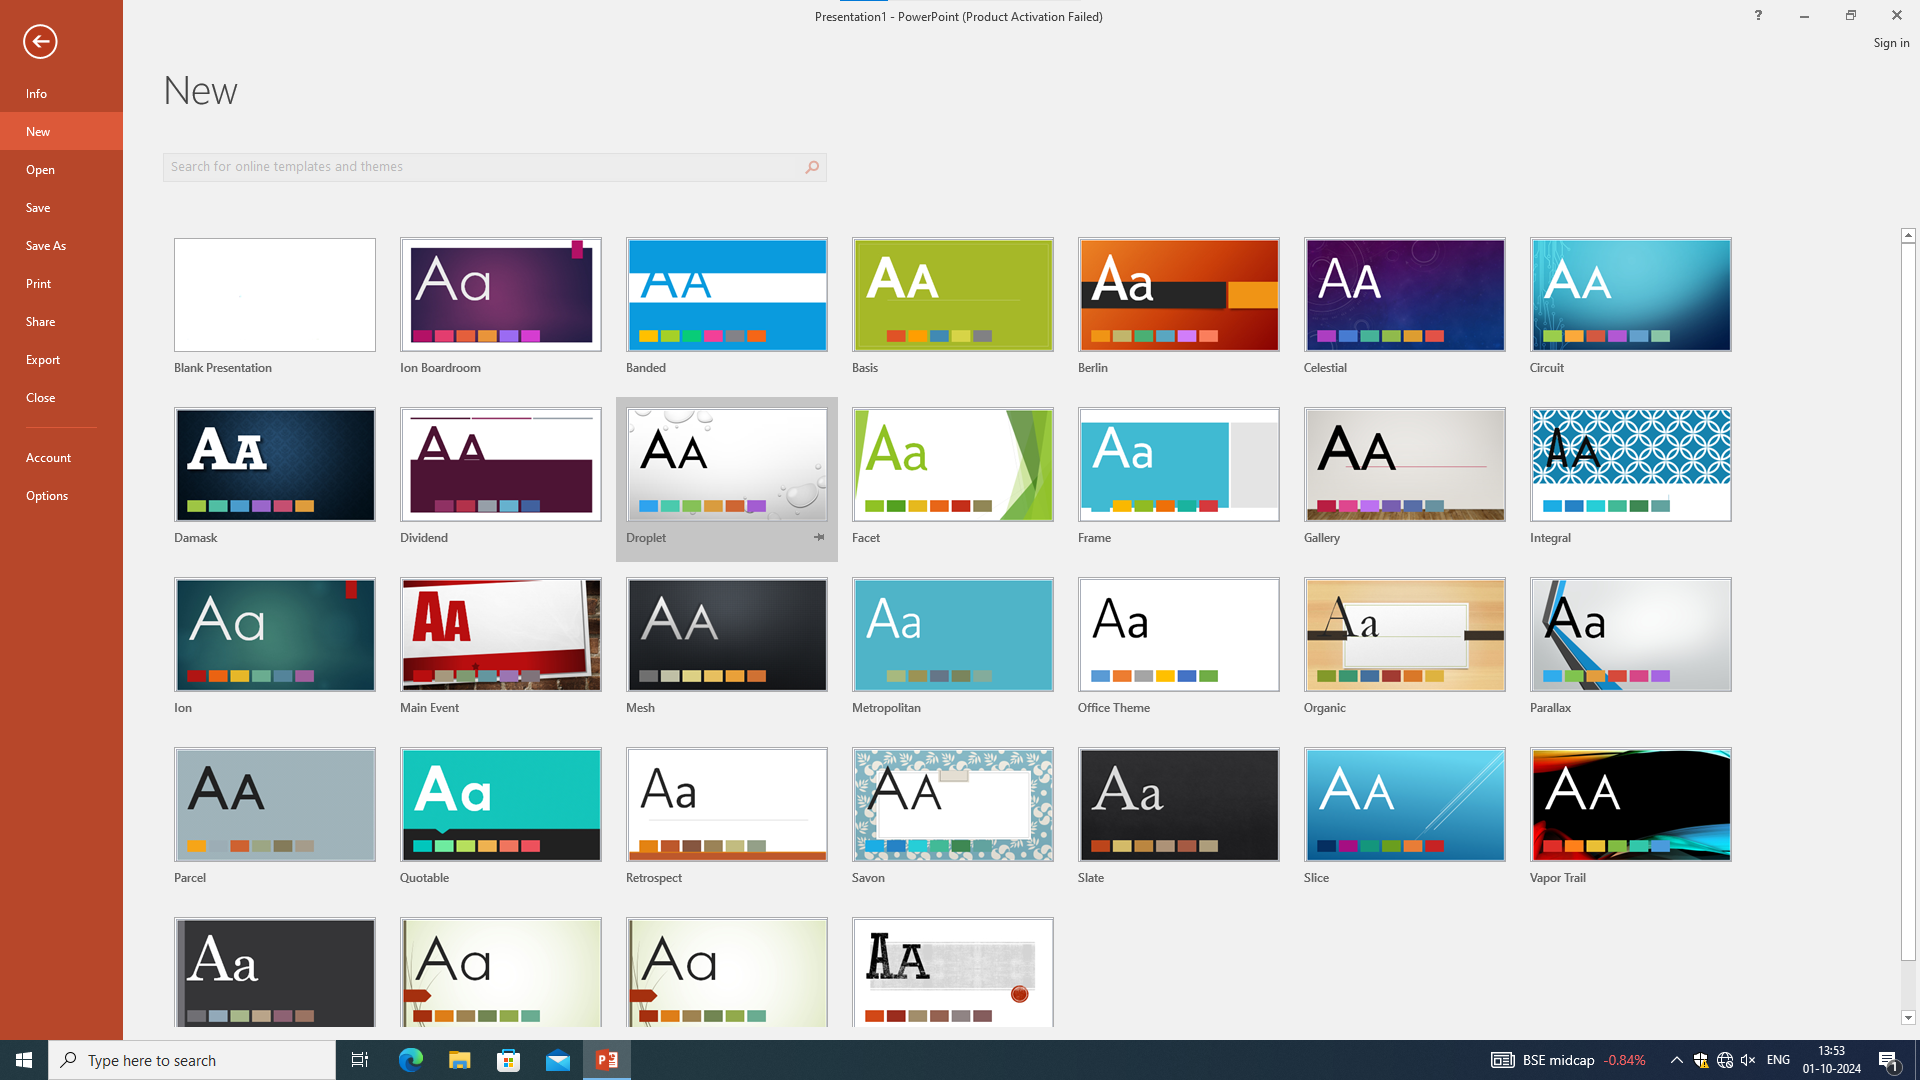 Presentation1 - PowerPoint (Product Activation Failed)
?
Sign in
Info
New
Open
Save
Save As
Print
Share
Export
Close
Account
Options
New
Search for online templates and themes
Aa AA AA Aa AA AA
Blank Presentation Ion Boardroom Banded Basis Berlin Celestial Circuit
AA AA AA Aa Aa AA AA
Damask Dividend Droplet Facet Frame Gallery Integral
Aa AA AA Aa Aa Aa Aa
Ion Main Event Mesh Metropolitan Office Theme Organic Parallax
AA Aa Aa AA Aa AA AA
Parcel Quotable Retrospect Savon Slate Slice Vapor Trail
Aa Aa Aa AA
Type here to search
BSE midcap -0.84%
ENG
13:53
01-10-2024
1